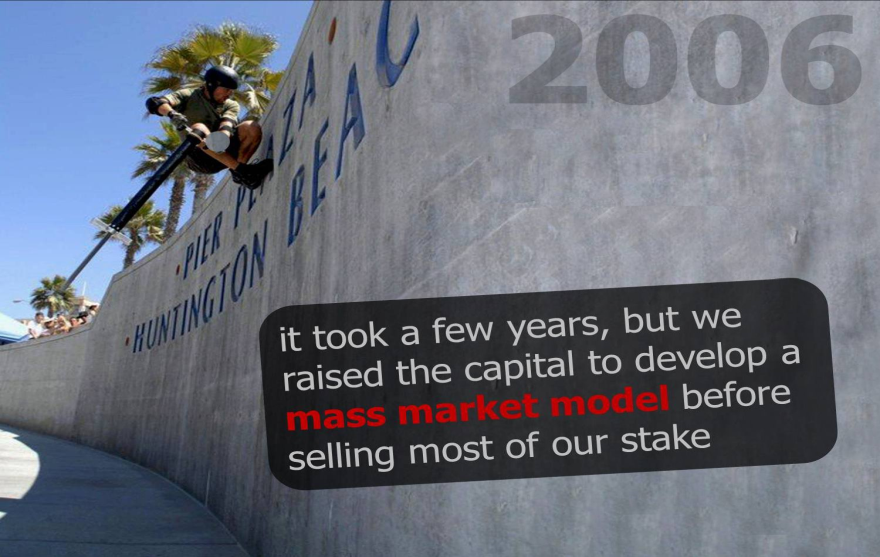 2006
PIER PLAZA
HUNTINGTON BEAC
it took a few years, but we
raised the capital to develop a
mass market model before
selling most of our stake